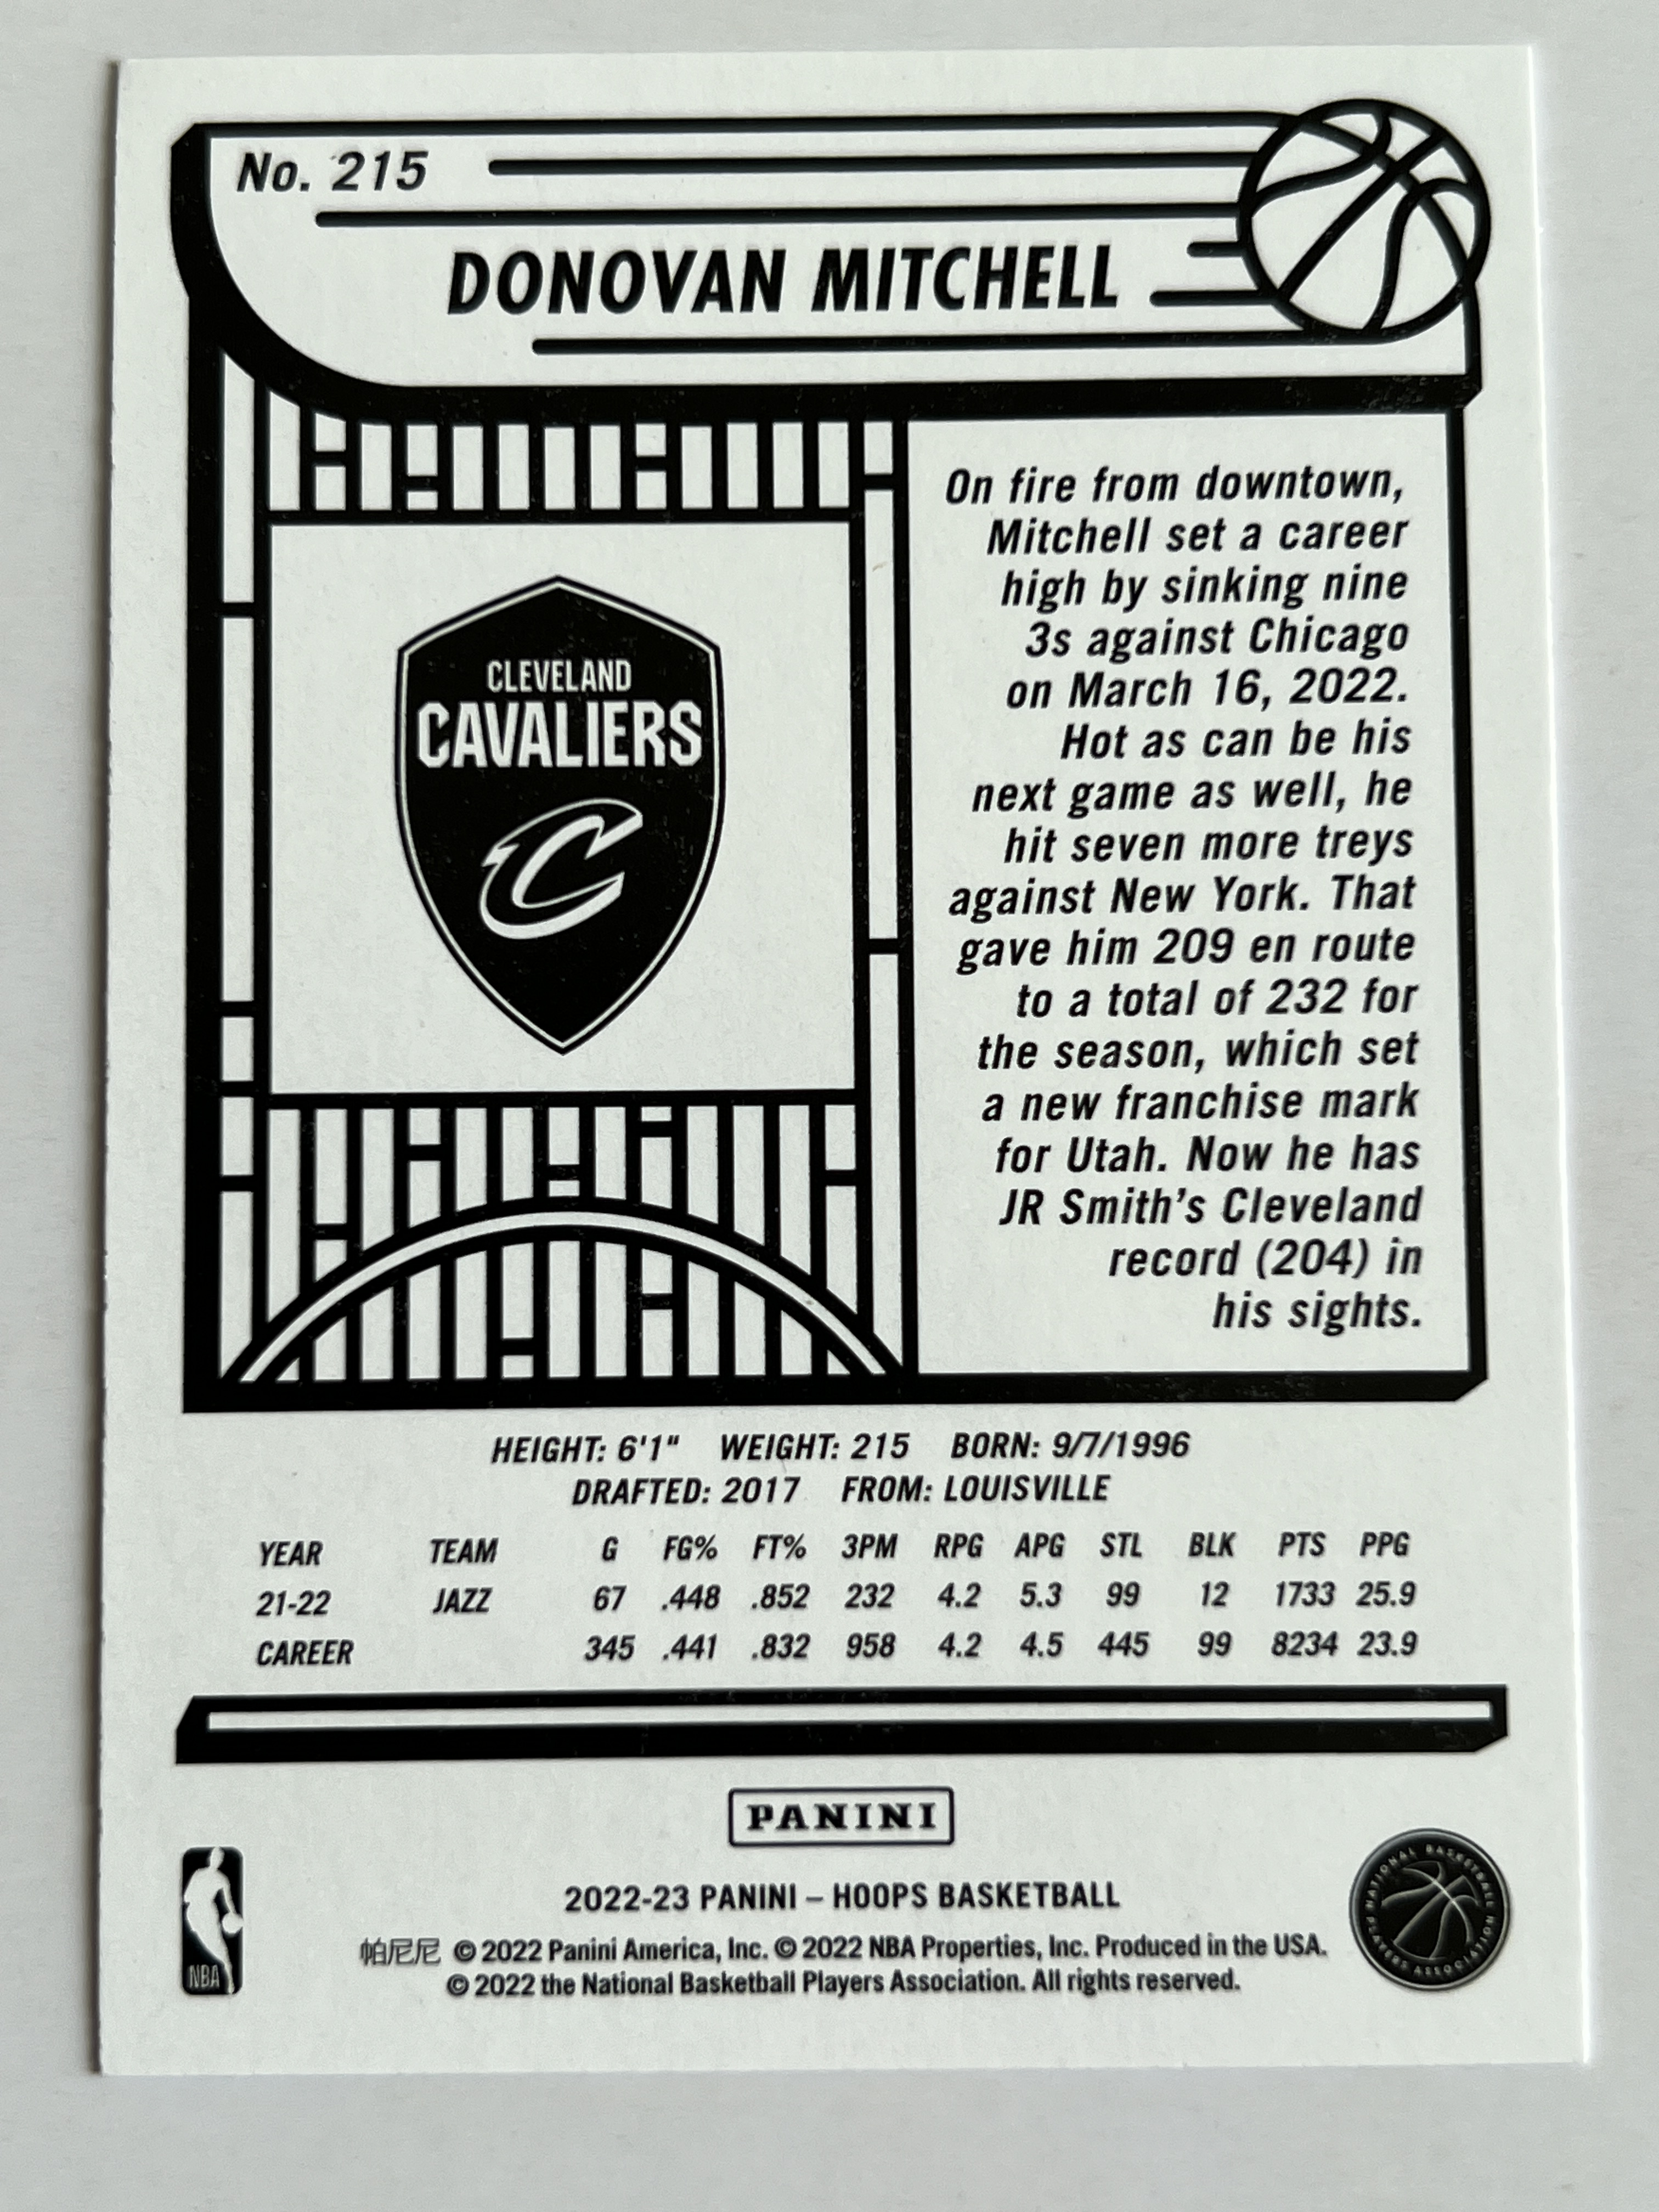 No. 215
DONOVAN MITCHELL
CLEVELAND
CAVALIERS
C
On fire from downtown,
Mitchell set a career
high by sinking nine
3s against Chicago
on March 16, 2022.
Hot as can be his
next game as well, he
hit seven more treys
against New York. That
gave him 209 en route
to a total of 232 for
the season, which set
a new franchise mark
for Utah. Now he has
JR Smith's Cleveland
record (204) in
his sights.
HEIGHT: 6'1" WEIGHT: 215 BORN: 9/7/1996
DRAFTED: 2017 FROM: LOUISVILLE
YEAR TEAM G FG% FT% 3PM RPG APG STL BLK PTS PPG
21-22 JAZZ 67 .448 .852 232 4.2 5.3 99 12 1733 25.9
CAREER 345 .441 .832 958 4.2 4.5 445 99 8234 23.9
PANINI
2022-23 PANINI – HOOPS BASKETBALL
帕尼尼 © 2022 Panini America, Inc. © 2022 NBA Properties, Inc. Produced in the USA.
© 2022 the National Basketball Players Association. All rights reserved.
NBA
NATIONAL BASKETBALL
PLAYERS ASSOCIATION